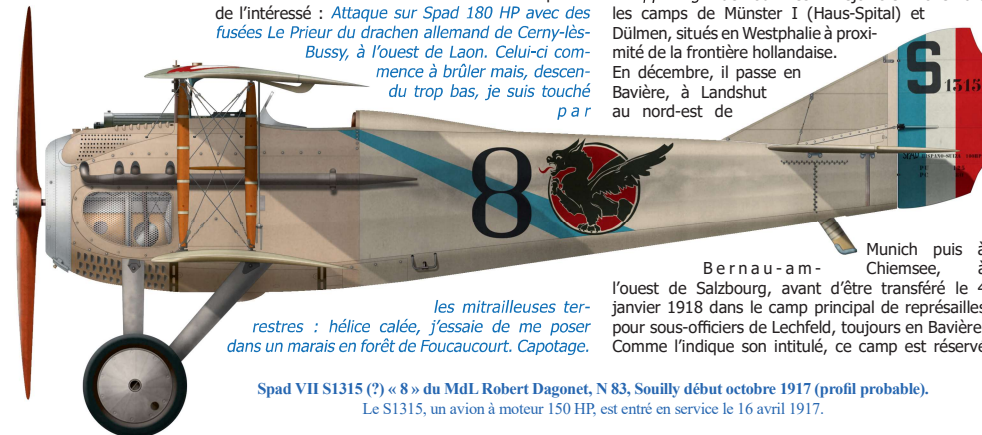 de l'intéressé : Attaque sur Spad 180 HP avec des
fusées Le Prieur du drachen allemand de Cerny-lès-
Bussy, à l'ouest de Laon. Celui-ci com-
mence à brûler mais, descen-
du trop bas, je suis touché
par
les mitrailleuses ter-
restres : hélice calée, j'essaie de me poser
dans un marais en forêt de Foucaucourt. Capotage.
les camps de Münster I (Haus-Spital) et
Dülmen, situés en Westphalie à proxi-
mité de la frontière hollandaise.
En décembre, il passe en
Bavière, à Landshut
au nord-est de
Munich puis à
Bernau-am-Chiemsee, à
l'ouest de Salzbourg, avant d'être transféré le 4
janvier 1918 dans le camp principal de représailles
pour sous-officiers de Lechfeld, toujours en Bavière
Comme l'indique son intitulé, ce camp est réservé
8
S
1315
Spad VII S1315 (?) « 8 » du MdL Robert Dagonet, N 83, Souilly début octobre 1917 (profil probable).
Le S1315, un avion à moteur 150 HP, est entré en service le 16 avril 1917.